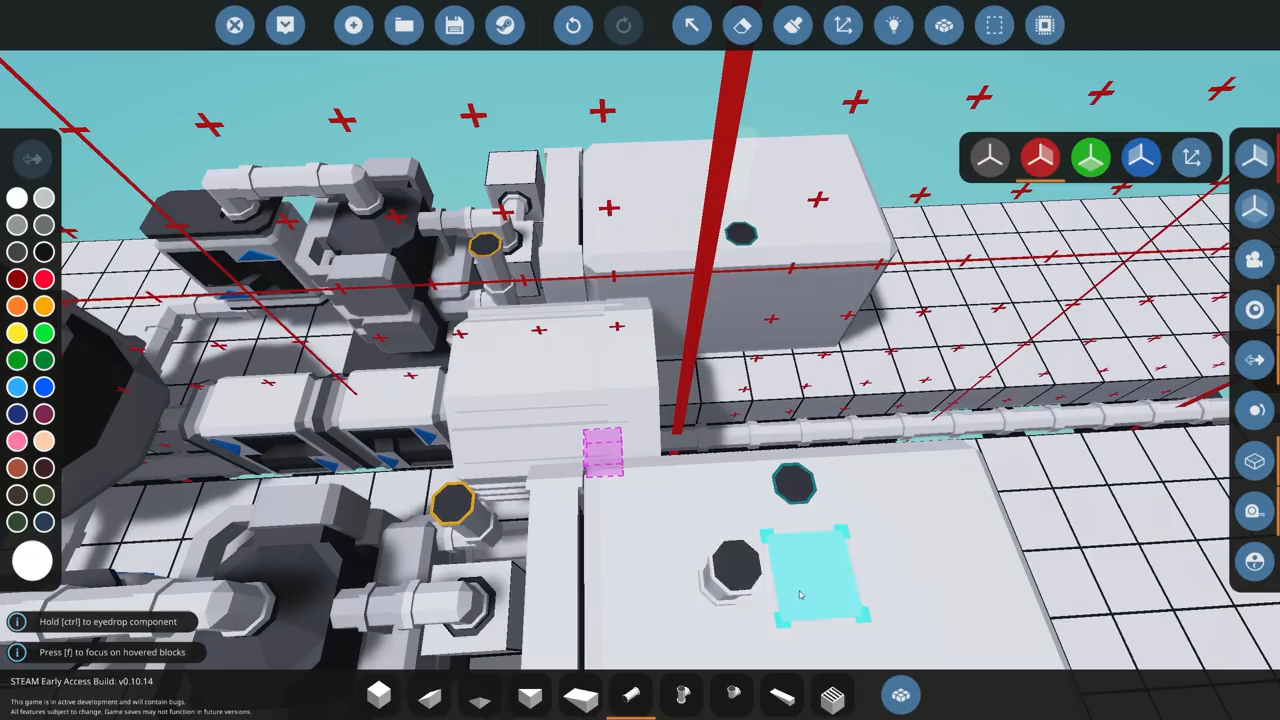 Hold [ctrl] to eyedrop component
Press [f] to focus on hovered blocks
STEAM Early Access Build: v0.10.14
This game is in active development and will contain bugs.
All features subject to change. Game saves may not function in future versions.